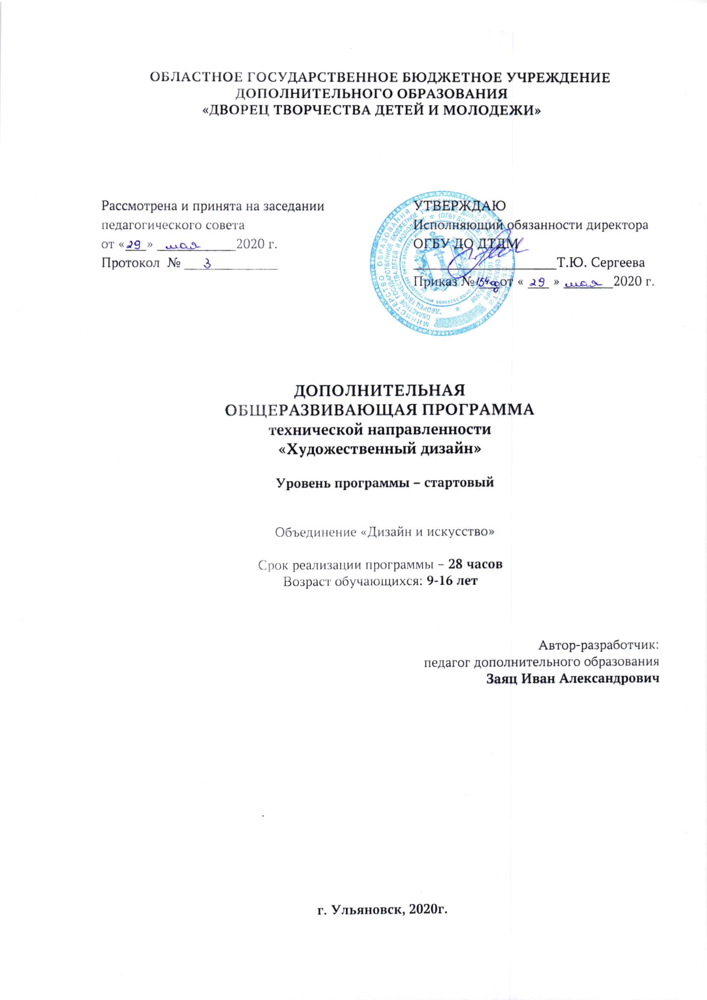 ОБЛАСТНОЕ ГОСУДАРСТВЕННОЕ БЮДЖЕТНОЕ УЧРЕЖДЕНИЕ
ДОПОЛНИТЕЛЬНОГО ОБРАЗОВАНИЯ
«ДВОРЕЦ ТВОРЧЕСТВА ДЕТЕЙ И МОЛОДЕЖИ»
Рассмотрена и принята на заседании
педагогического совета
от «29» мая 2020 г.
Протокол № 3
УТВЕРЖДАЮ
Исполняющий обязанности директора
ОГБУ ДО ДТДМ
Т.Ю. Сергеева
Приказ № от « 29 » мая 2020 г.
ДОПОЛНИТЕЛЬНАЯ
ОБЩЕРАЗВИВАЮЩАЯ ПРОГРАММА
технической направленности
«Художественный дизайн»
Уровень программы – стартовый
Объединение «Дизайн и искусство»
Срок реализации программы – 28 часов
Возраст обучающихся: 9-16 лет
Автор-разработчик:
педагог дополнительного образования
Заяц Иван Александрович
г. Ульяновск, 2020г.